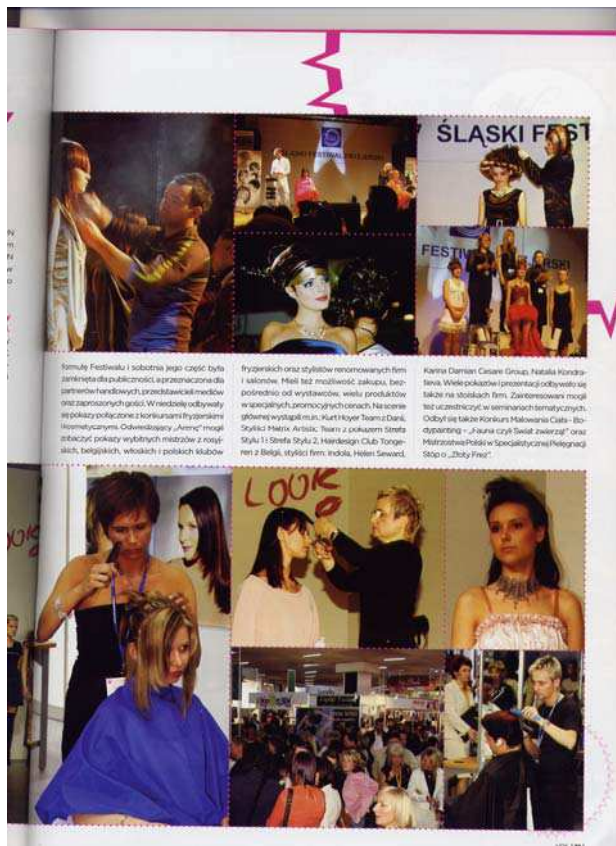 ŚLĄSKI FEST
ŚLĄSKI FESTIWAL FRYZJERSKI
FESTIW
ARSKI
formułę Festiwalu i sobotnia jego część była
zamknięta dla publiczności, a przeznaczona dla
partnerów handlowych, przedstawicieli mediów
oraz zaproszonych gości. W niedzielę odbywały
się pokazy połączone z konkursami fryzjerskimi
i kosmetycznymi. Odwiedzający „Arenę" mogli
zobaczyć pokazy wybitnych mistrzów z rosyj-
skich, belgijskich, włoskich i polskich klubów
fryzjerskich oraz stylistów renomowanych firm
i salonów. Mieli też możliwość zakupu, bez-
pośrednio od wystawców, wielu produktów
w specjalnych, promocyjnych cenach. Na scenie
głównej wystąpili m.in.: Kurt Hoyer Team z Danii,
Styliści Matrix Artistic Team z pokazem Strefa
Stylu 1 i Strefa Stylu 2, Hairdesign Club Tonge-
ren z Belgii, styliści firm: Indola, Helen Seward,
Karina Damian Cesare Group, Natalia Kondra-
tieva. Wiele pokazów i prezentacji odbywało się
także na stoiskach firm. Zainteresowani mogli
też uczestniczyć w seminariach tematycznych.
Odbył się także Konkurs Malowania Ciała - Bo-
dypainting – „Fauna czyli Świat zwierząt" oraz
Mistrzostwa Polski w Specjalistycznej Pielęgnacji
Stóp o „Złoty Frez".
LOOK